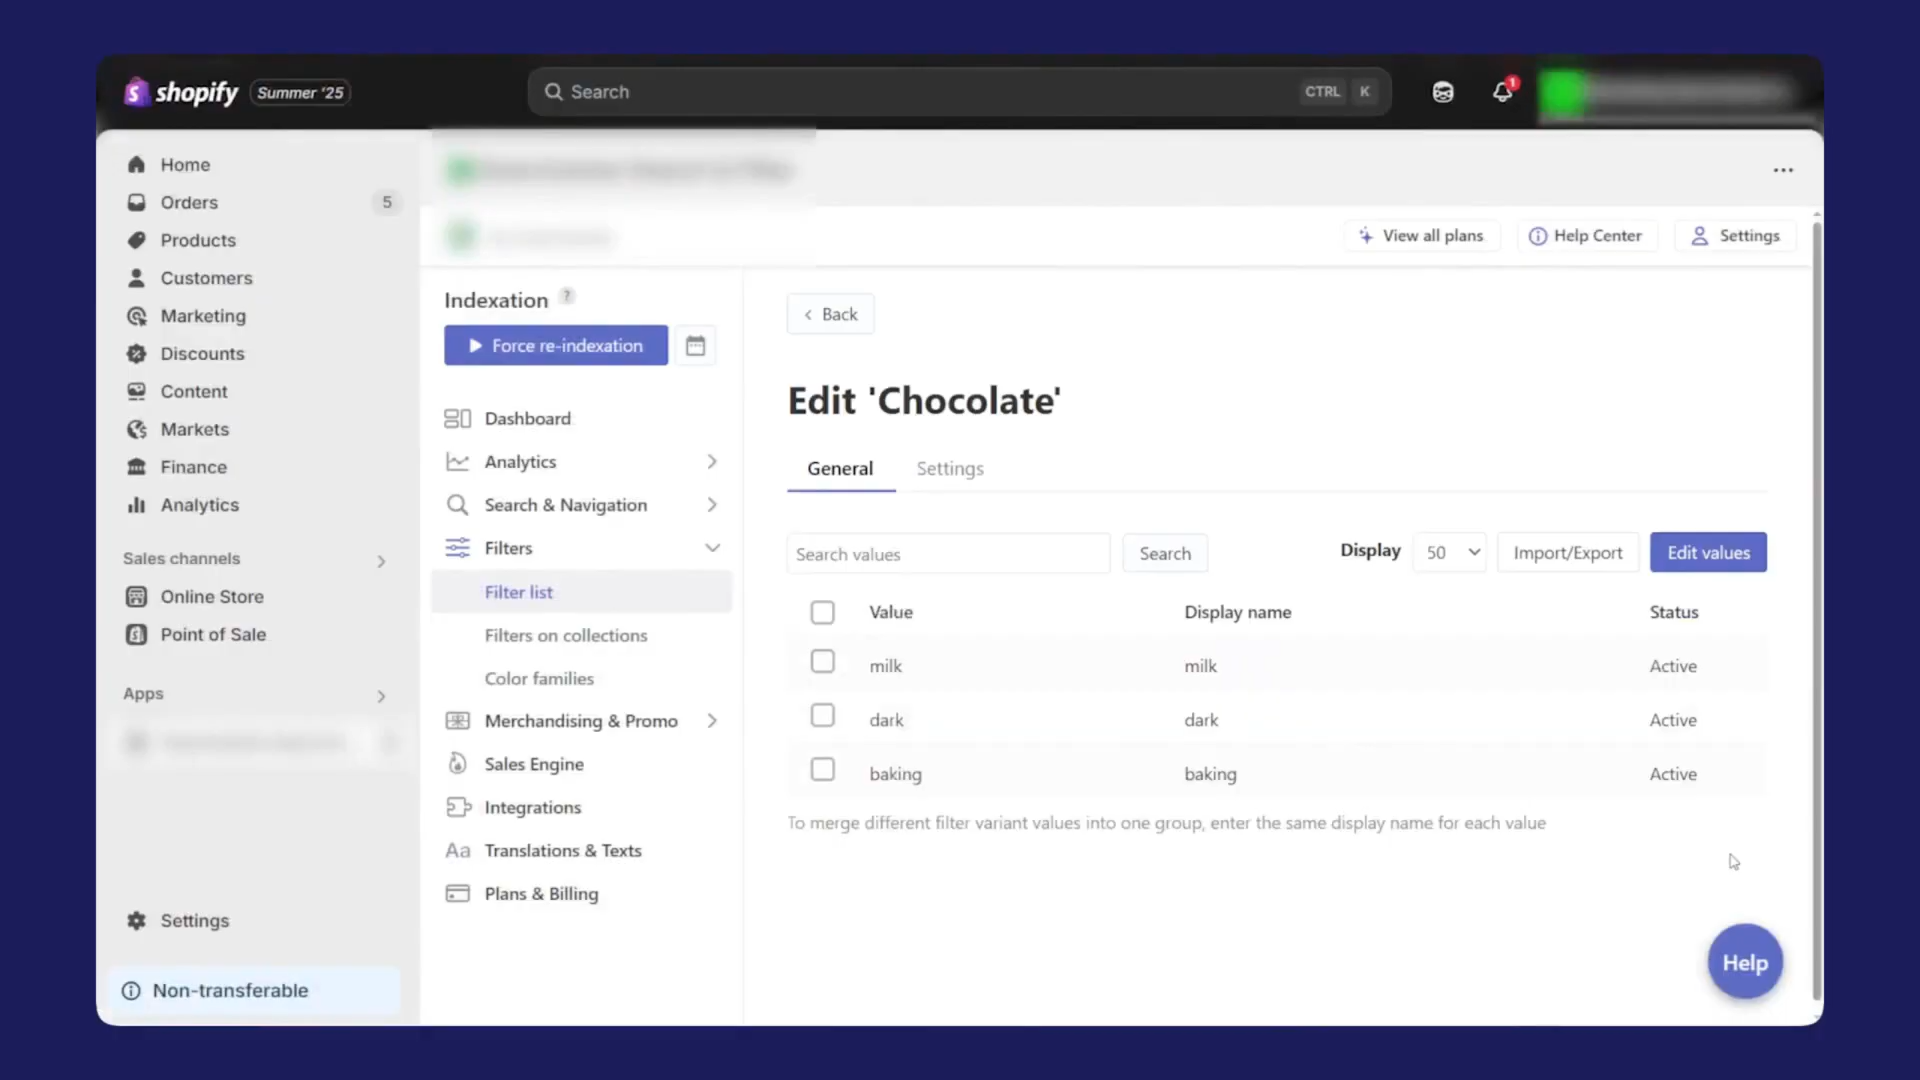 shopify Summer '25
Search CTRL K
1
Home
Orders 5
Products
Customers
Marketing
Discounts
Content
Markets
Finance
Analytics
Sales channels
Online Store
Point of Sale
Apps
Settings
Non-transferable
View all plans
Help Center
Settings
Indexation ?
Force re-indexation
Dashboard
Analytics
Search & Navigation
Filters
Filter list
Filters on collections
Color families
Merchandising & Promo
Sales Engine
Integrations
Aa Translations & Texts
Plans & Billing
Back
Edit 'Chocolate'
General Settings
Search values Search Display 50 Import/Export Edit values
Value Display name Status
milk milk Active
dark dark Active
baking baking Active
To merge different filter variant values into one group, enter the same display name for each value
Help